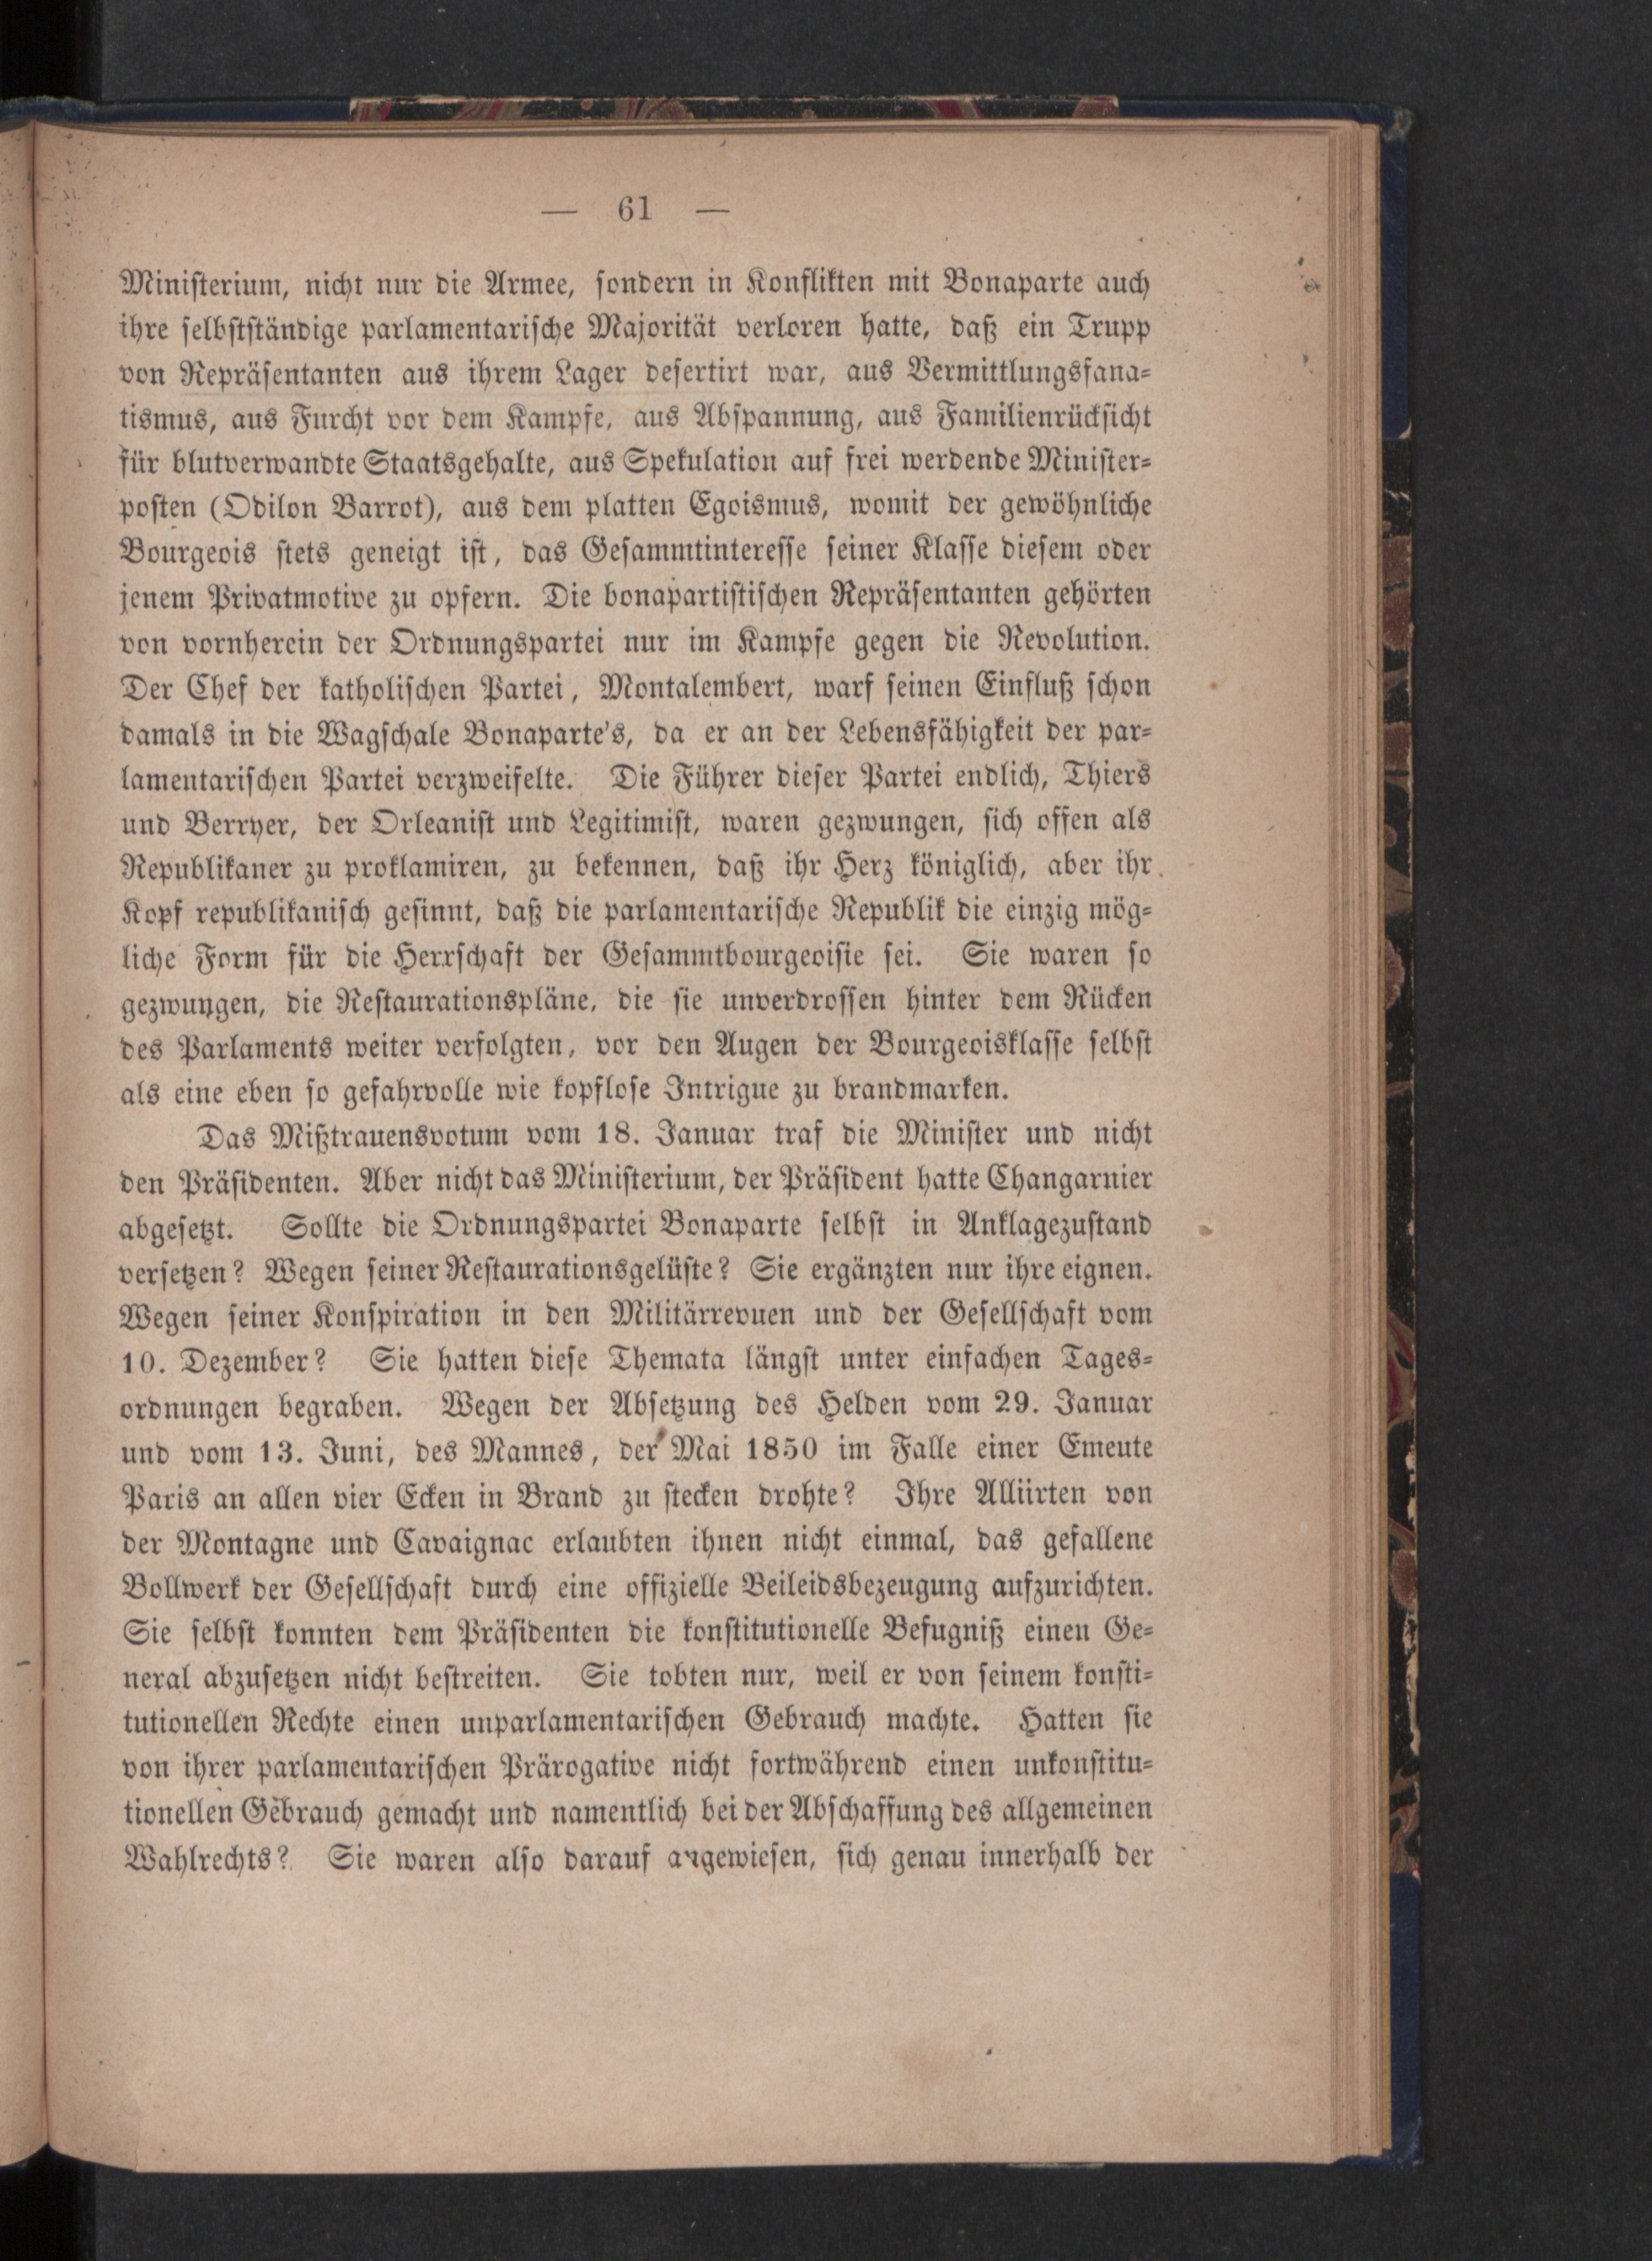 — 61 —
Ministerium, nicht nur die Armee, sondern in Konflikten mit Bonaparte auch
ihre selbstständige parlamentarische Majorität verloren hatte, daß ein Trupp
von Repräsentanten aus ihrem Lager desertirt war, aus Vermittlungsfana-
tismus, aus Furcht vor dem Kampfe, aus Abspannung, aus Familienrücksicht
für blutverwandte Staatsgehalte, aus Spekulation auf frei werdende Minister-
posten (Odilon Barrot), aus dem platten Egoismus, womit der gewöhnliche
Bourgeois stets geneigt ist, das Gesammtinteresse seiner Klasse diesem oder
jenem Privatmotive zu opfern. Die bonapartistischen Repräsentanten gehörten
von vornherein der Ordnungspartei nur im Kampfe gegen die Revolution.
Der Chef der katholischen Partei, Montalembert, warf seinen Einfluß schon
damals in die Wagschale Bonaparte's, da er an der Lebensfähigkeit der par-
lamentarischen Partei verzweifelte. Die Führer dieser Partei endlich, Thiers
und Berryer, der Orleanist und Legitimist, waren gezwungen, sich offen als
Republikaner zu proklamiren, zu bekennen, daß ihr Herz königlich, aber ihr
Kopf republikanisch gesinnt, daß die parlamentarische Republik die einzig mög-
liche Form für die Herrschaft der Gesammtbourgeoisie sei. Sie waren so
gezwungen, die Restaurationspläne, die sie unverdrossen hinter dem Rücken
des Parlaments weiter verfolgten, vor den Augen der Bourgeoisklasse selbst
als eine eben so gefahrvolle wie kopflose Intrigue zu brandmarken.
Das Mißtrauensvotum vom 18. Januar traf die Minister und nicht
den Präsidenten. Aber nicht das Ministerium, der Präsident hatte Changarnier
abgesetzt. Sollte die Ordnungspartei Bonaparte selbst in Anklagezustand
versetzen? Wegen seiner Restaurationsgelüste? Sie ergänzten nur ihre eignen.
Wegen seiner Konspiration in den Militärrevuen und der Gesellschaft vom
10. Dezember? Sie hatten diese Themata längst unter einfachen Tages-
ordnungen begraben. Wegen der Absetzung des Helden vom 29. Januar
und vom 13. Juni, des Mannes, der Mai 1850 im Falle einer Emeute
Paris an allen vier Ecken in Brand zu stecken drohte? Ihre Alliirten von
der Montagne und Cavaignac erlaubten ihnen nicht einmal, das gefallene
Bollwerk der Gesellschaft durch eine offizielle Beileidsbezeugung aufzurichten.
Sie selbst konnten dem Präsidenten die konstitutionelle Befugniß einen Ge-
neral abzusetzen nicht bestreiten. Sie tobten nur, weil er von seinem konsti-
tutionellen Rechte einen unparlamentarischen Gebrauch machte. Hatten sie
von ihrer parlamentarischen Prärogative nicht fortwährend einen unkonstitu-
tionellen Gebrauch gemacht und namentlich bei der Abschaffung des allgemeinen
Wahlrechts? Sie waren also darauf angewiesen, sich genau innerhalb der